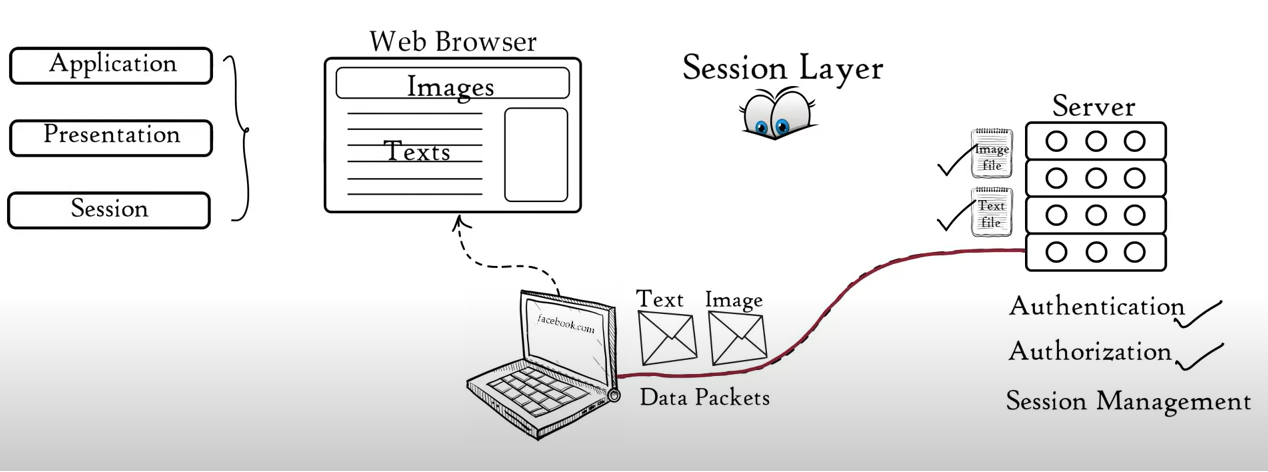 Application
Presentation
Session
Web Browser
Images
Texts
Session Layer
Server
Image
file
Text
file
facebook.com
Text
Image
Data Packets
Authentication
Authorization
Session Management